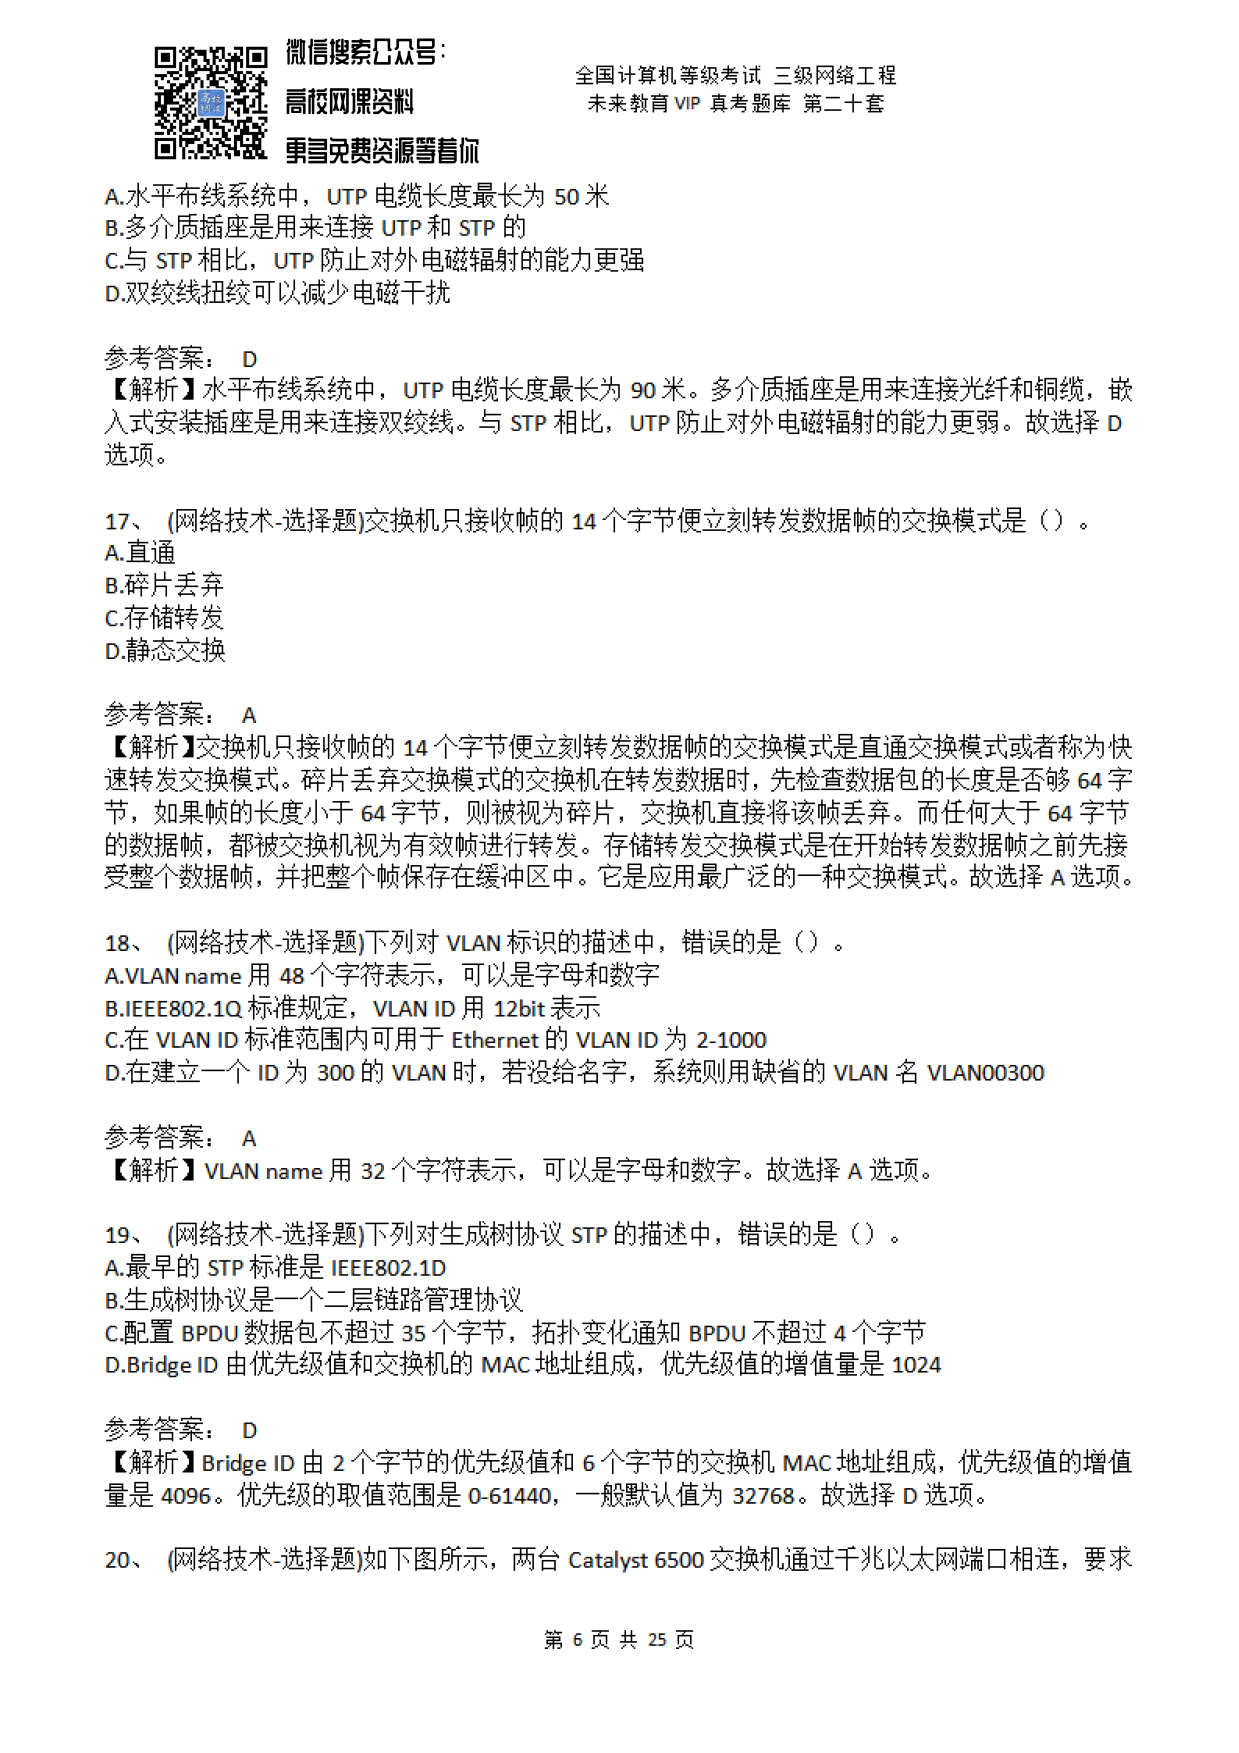 微信搜索公众号：
高校网课资料
更多免费资源等着你
全国计算机等级考试 三级网络工程
未来教育 VIP 真考题库 第二十套
A.水平布线系统中，UTP 电缆长度最长为 50 米
B.多介质插座是用来连接 UTP 和 STP 的
C.与 STP 相比，UTP 防止对外电磁辐射的能力更强
D.双绞线扭绞可以减少电磁干扰
参考答案： D
【解析】水平布线系统中，UTP 电缆长度最长为 90 米。多介质插座是用来连接光纤和铜缆，嵌
入式安装插座是用来连接双绞线。与 STP 相比，UTP 防止对外电磁辐射的能力更弱。故选择 D
选项。
17、 (网络技术-选择题)交换机只接收帧的 14 个字节便立刻转发数据帧的交换模式是（）。
A.直通
B.碎片丢弃
C.存储转发
D.静态交换
参考答案： A
【解析】交换机只接收帧的 14 个字节便立刻转发数据帧的交换模式是直通交换模式或者称为快
速转发交换模式。碎片丢弃交换模式的交换机在转发数据时，先检查数据包的长度是否够 64 字
节，如果帧的长度小于 64 字节，则被视为碎片，交换机直接将该帧丢弃。而任何大于 64 字节
的数据帧，都被交换机视为有效帧进行转发。存储转发交换模式是在开始转发数据帧之前先接
受整个数据帧，并把整个帧保存在缓冲区中。它是应用最广泛的一种交换模式。故选择 A 选项。
18、 (网络技术-选择题)下列对 VLAN 标识的描述中，错误的是（）。
A.VLAN name 用 48 个字符表示，可以是字母和数字
B.IEEE802.1Q 标准规定，VLAN ID 用 12bit 表示
C.在 VLAN ID 标准范围内可用于 Ethernet 的 VLAN ID 为 2-1000
D.在建立一个 ID 为 300 的 VLAN 时，若没给名字，系统则用缺省的 VLAN 名 VLAN00300
参考答案： A
【解析】VLAN name 用 32 个字符表示，可以是字母和数字。故选择 A 选项。
19、 (网络技术-选择题)下列对生成树协议 STP 的描述中，错误的是（）。
A.最早的 STP 标准是 IEEE802.1D
B.生成树协议是一个二层链路管理协议
C.配置 BPDU 数据包不超过 35 个字节，拓扑变化通知 BPDU 不超过 4 个字节
D.Bridge ID 由优先级值和交换机的 MAC 地址组成，优先级值的增值量是 1024
参考答案： D
【解析】Bridge ID 由 2 个字节的优先级值和 6 个字节的交换机 MAC 地址组成，优先级值的增值
量是 4096。优先级的取值范围是 0-61440，一般默认值为 32768。故选择 D 选项。
20、 (网络技术-选择题)如下图所示，两台 Catalyst 6500 交换机通过千兆以太网端口相连，要求
第 6 页 共 25 页